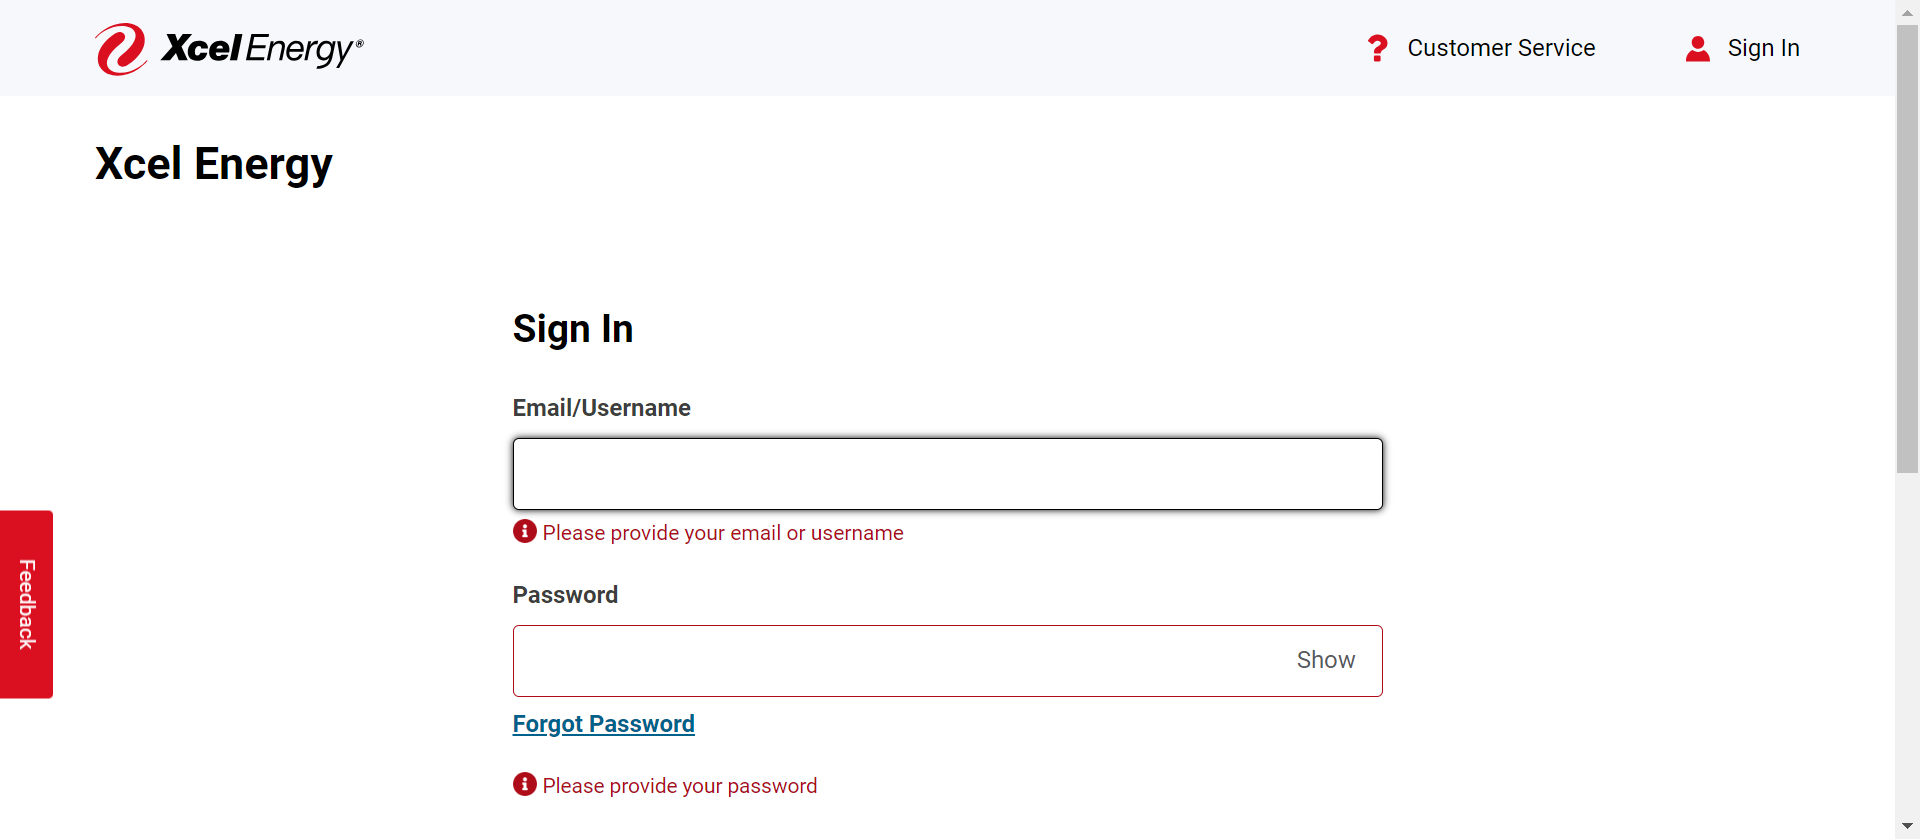 Xcel Energy®
Customer Service
Sign In
Xcel Energy
Sign In
Email/Username
Please provide your email or username
Password
Show
Forgot Password
Please provide your password
Feedback